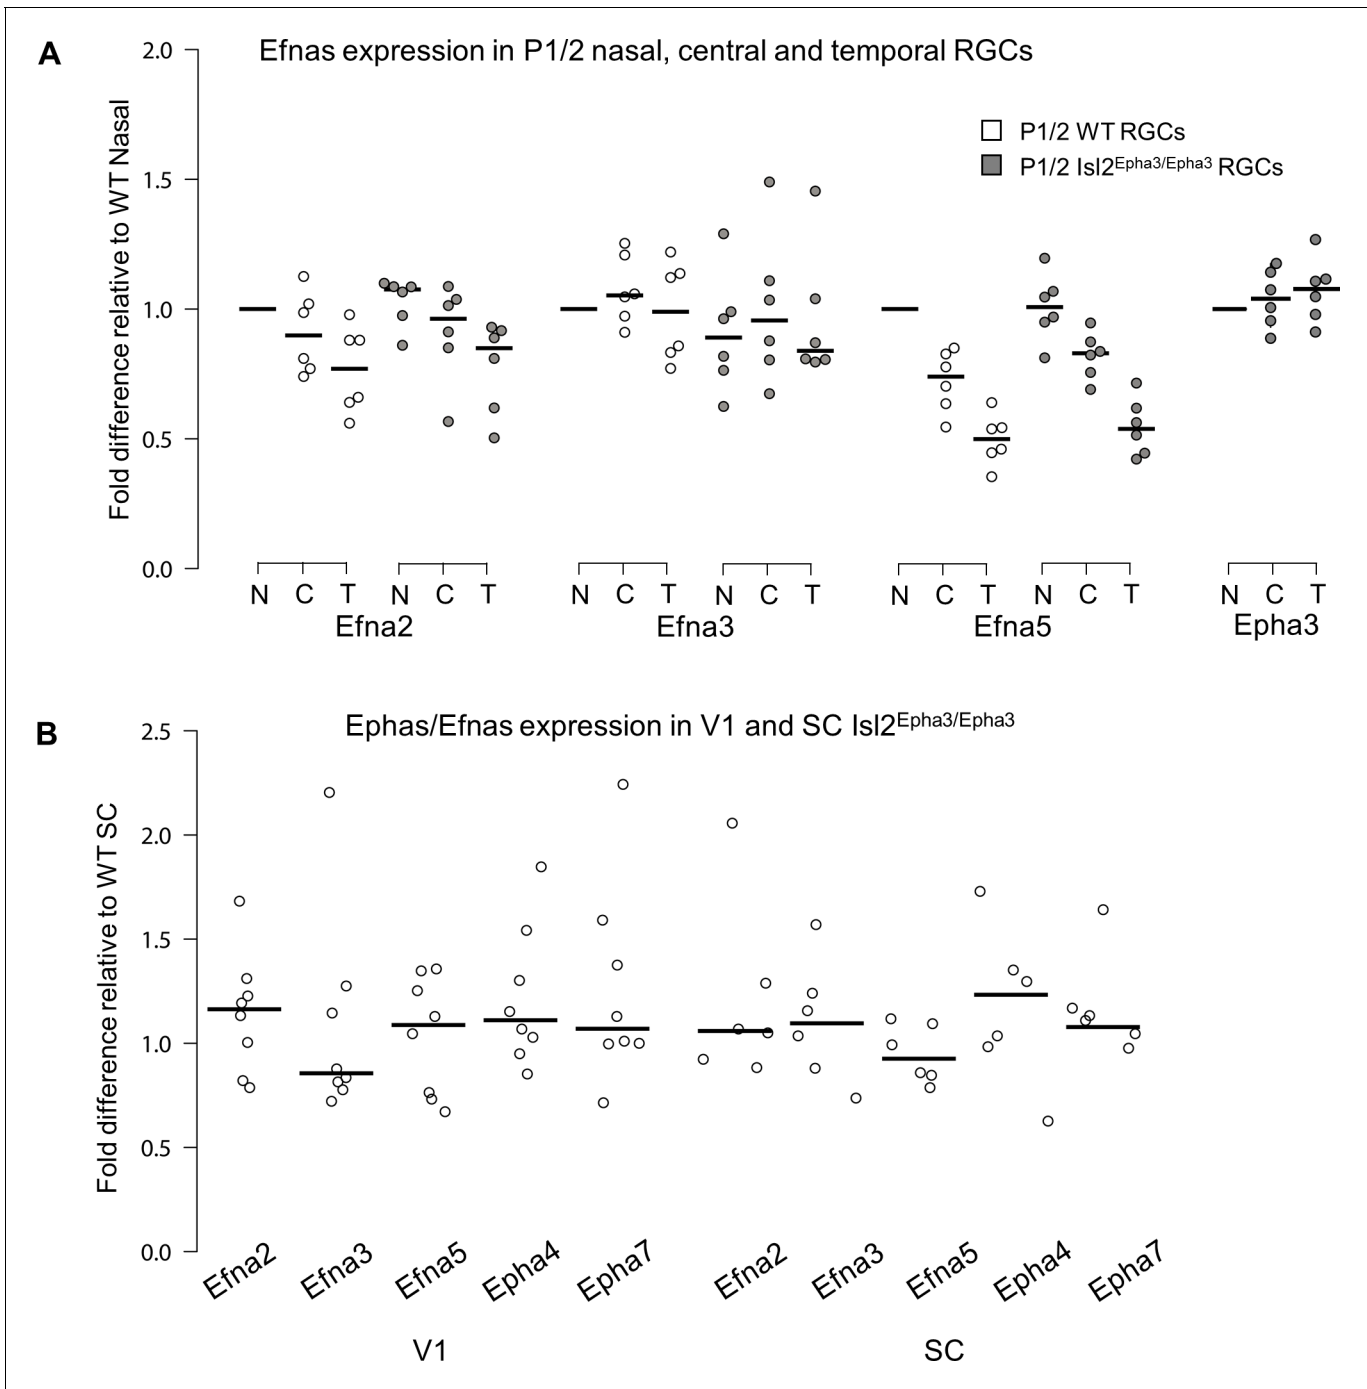 A
Efnas expression in P1/2 nasal, central and temporal RGCs
Fold difference relative to WT Nasal
2.0
1.5
1.0
0.5
0.0
P1/2 WT RGCs
P1/2 Isl2Epha3/Epha3 RGCs
N C T N C T N C T N C T N C T N C T N C T
Efna2 Efna3 Efna5 Epha3
B
Ephas/Efnas expression in V1 and SC Isl2Epha3/Epha3
Fold difference relative to WT SC
2.5
2.0
1.5
1.0
0.5
0.0
Efna2 Efna3 Efna5 Epha4 Epha7 Efna2 Efna3 Efna5 Epha4 Epha7
V1 SC